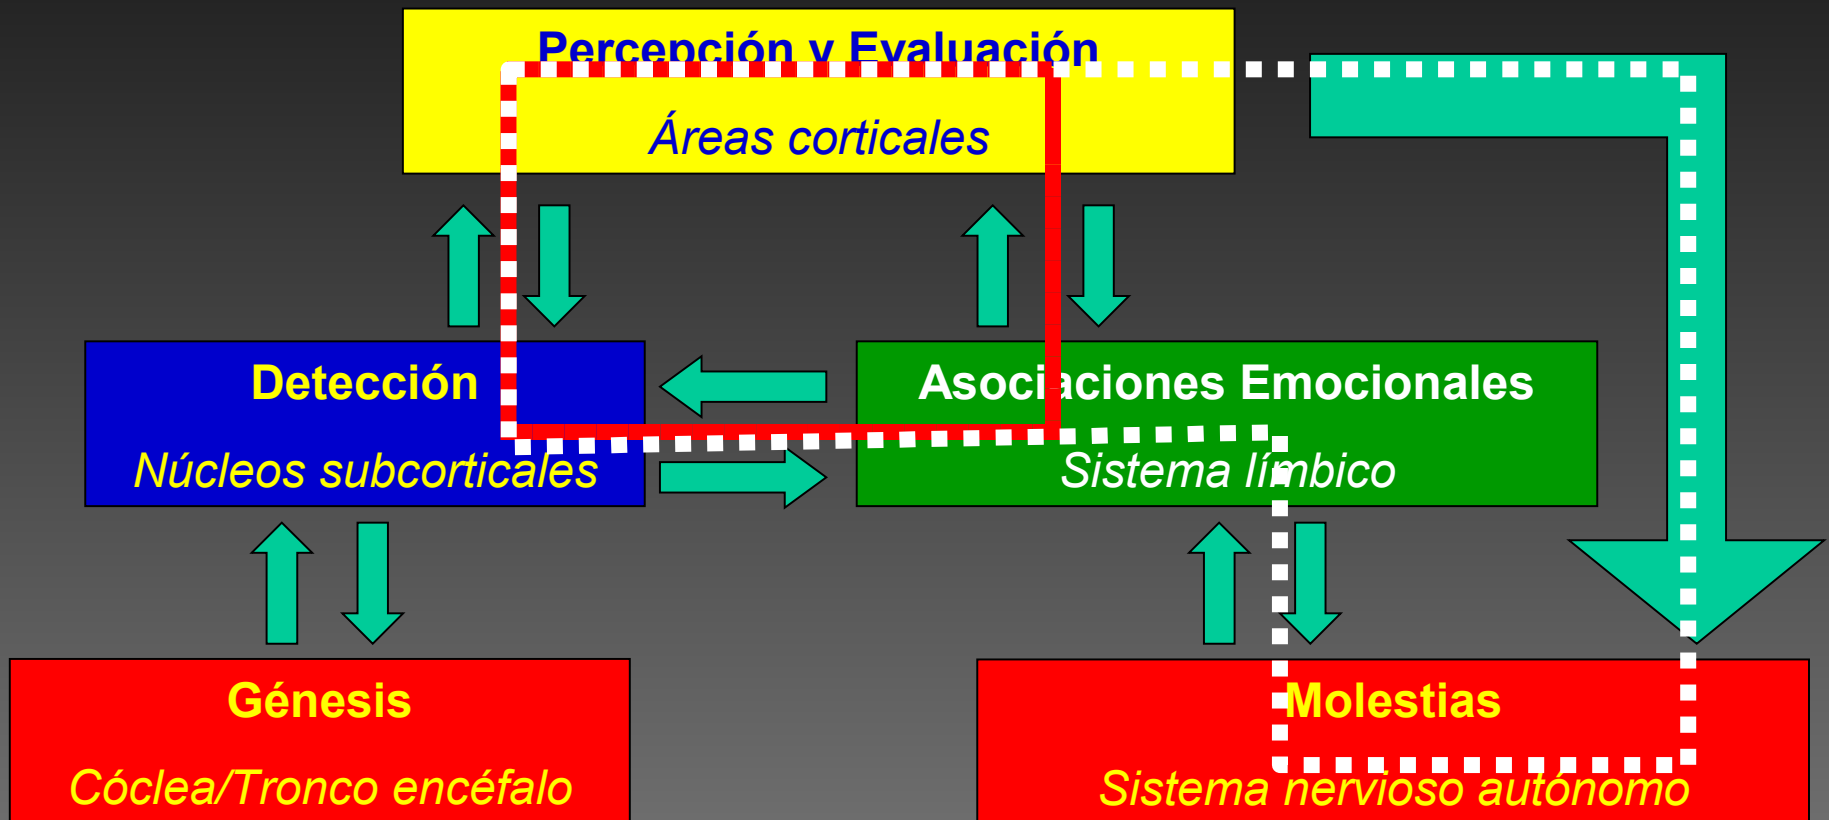 Percepción y Evaluación
Áreas corticales
Detección
Núcleos subcorticales
Asociaciones Emocionales
Sistema límbico
Génesis
Cóclea/Tronco encéfalo
Molestias
Sistema nervioso autónomo